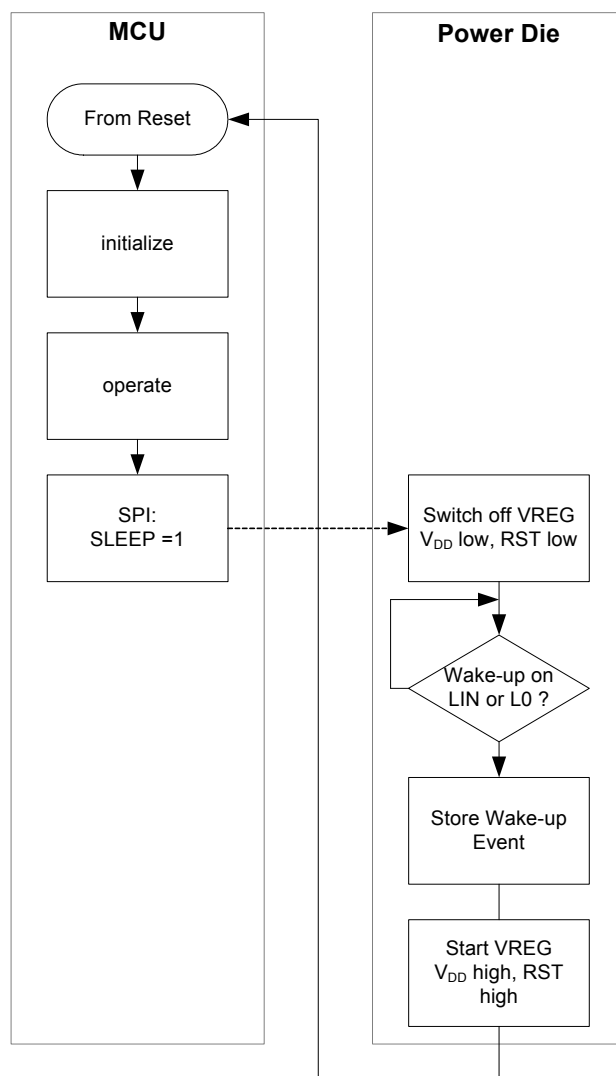 MCU
From Reset
initialize
operate
SPI:
SLEEP =1
Power Die
Switch off VREG
VDD low, RST low
Wake-up on
LIN or L0 ?
Store Wake-up
Event
Start VREG
VDD high, RST
high